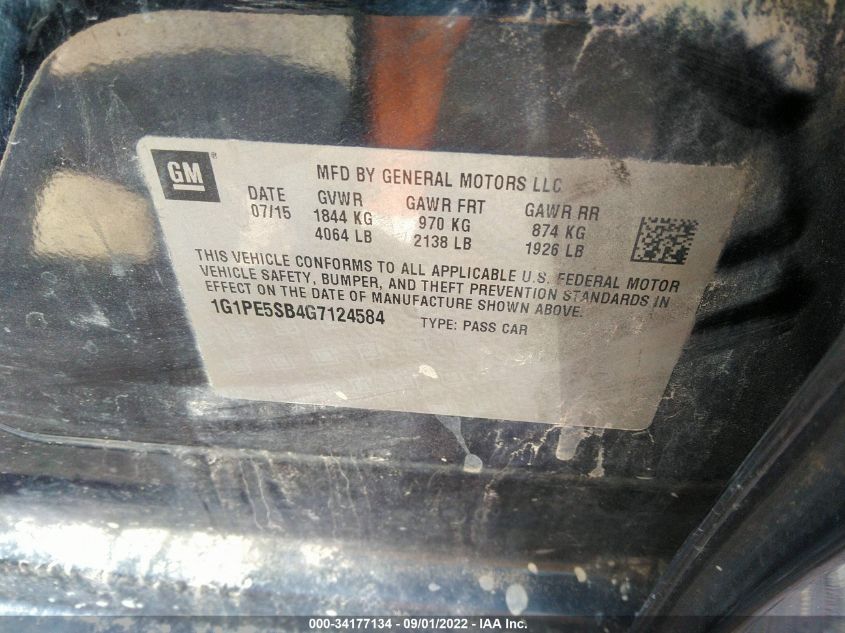 GM®
MFD BY GENERAL MOTORS LLC
DATE GVWR GAWR FRT GAWR RR
07/15 1844 KG 970 KG 874 KG
4064 LB 2138 LB 1926 LB
THIS VEHICLE CONFORMS TO ALL APPLICABLE U.S. FEDERAL MOTOR
VEHICLE SAFETY, BUMPER, AND THEFT PREVENTION STANDARDS IN
EFFECT ON THE DATE OF MANUFACTURE SHOWN ABOVE.
1G1PE5SB4G7124584 TYPE: PASS CAR
000-34177134 - 09/01/2022 - IAA Inc.